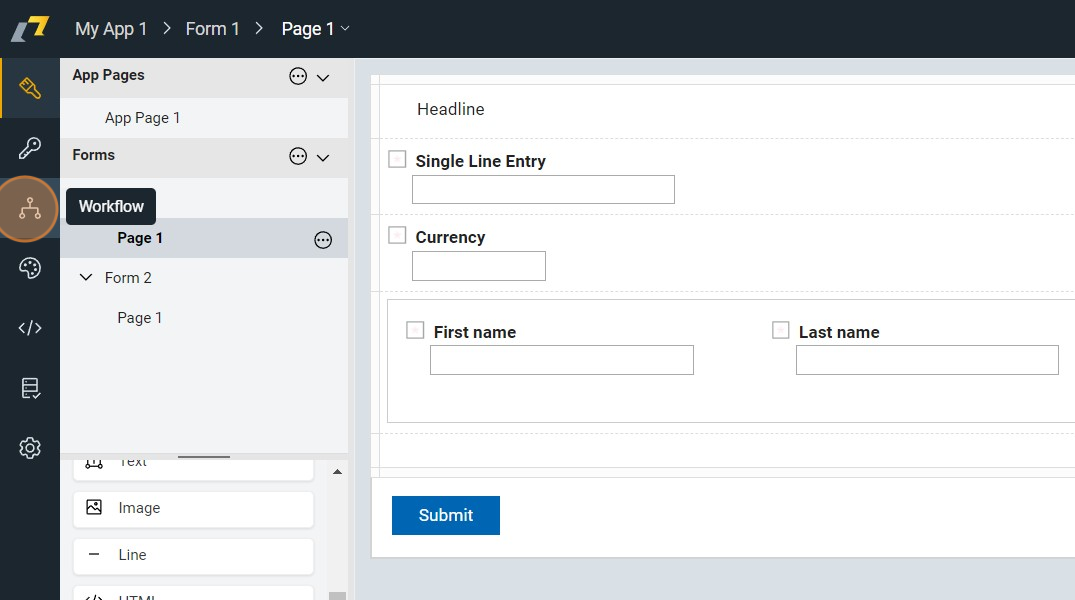 My App 1 > Form 1 > Page 1
App Pages
App Page 1
Forms
Workflow
Page 1
Form 2
Page 1
Text
Image
Line
HTML
Headline
Single Line Entry
Currency
First name
Last name
Submit